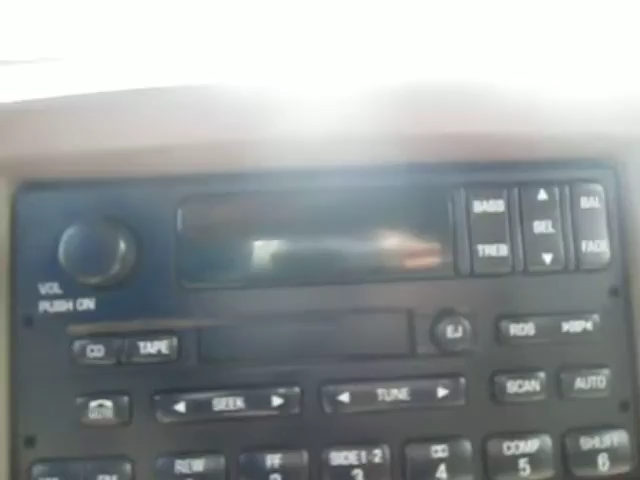 BASS
SEL
BAL
TREB
FADE
VOL
PUSH ON
CD
TAPE
EJ
RDS
SEEK
TUNE
SCAN
AUTO
REW
FF
SIDE 1-2
3
4
COMP
5
SHUFF
6